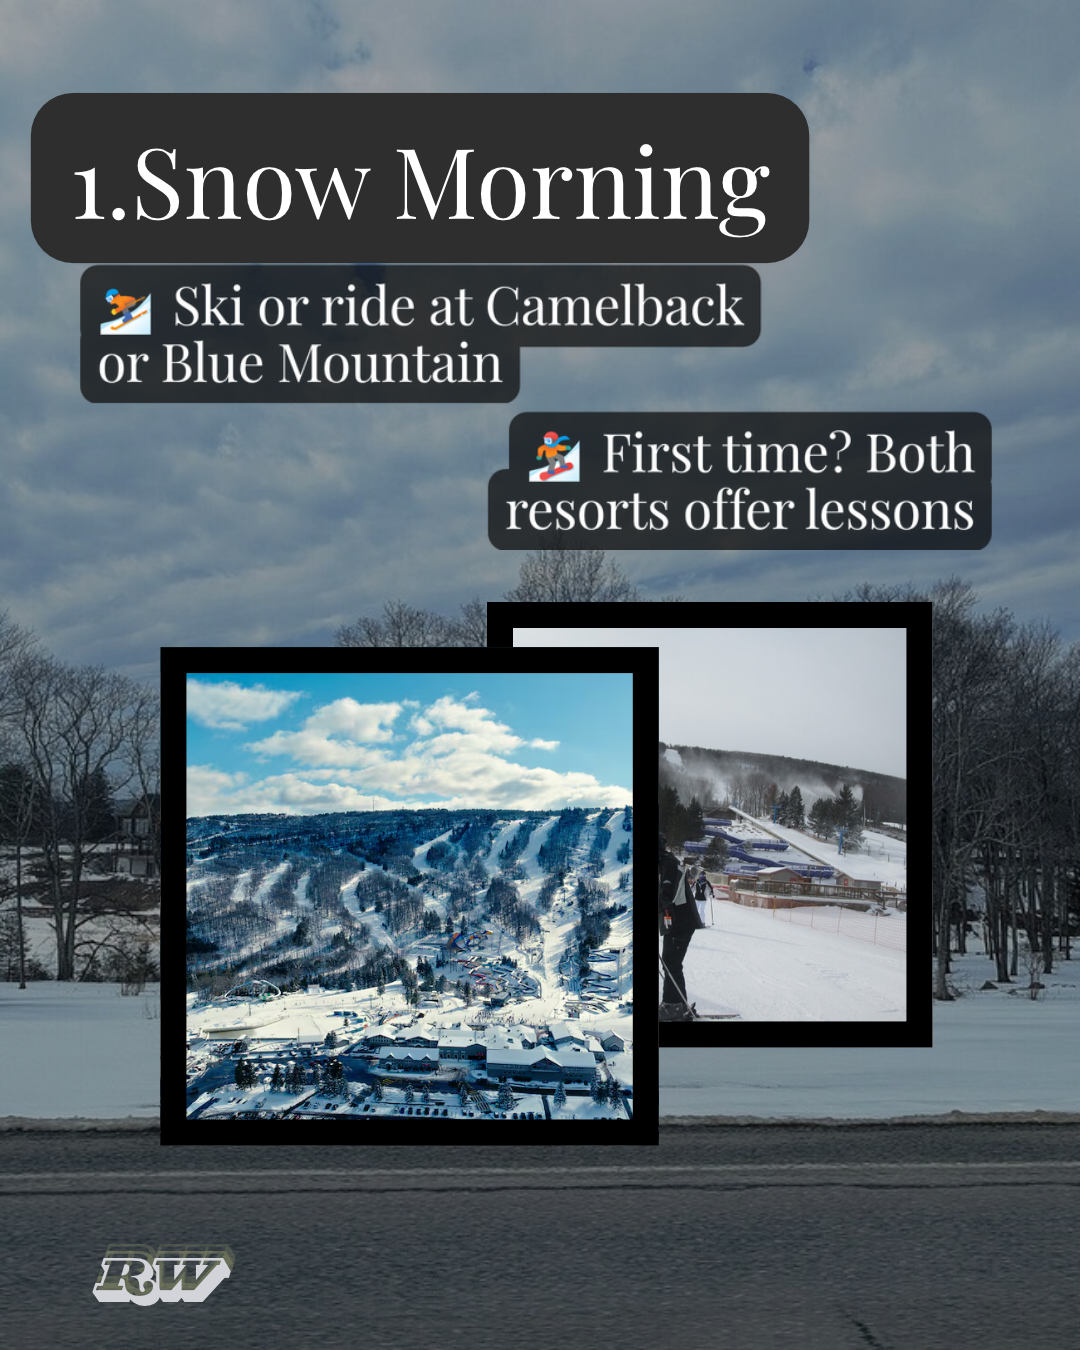 1.Snow Morning
⛷️ Ski or ride at Camelback
or Blue Mountain
🏂 First time? Both
resorts offer lessons
RW